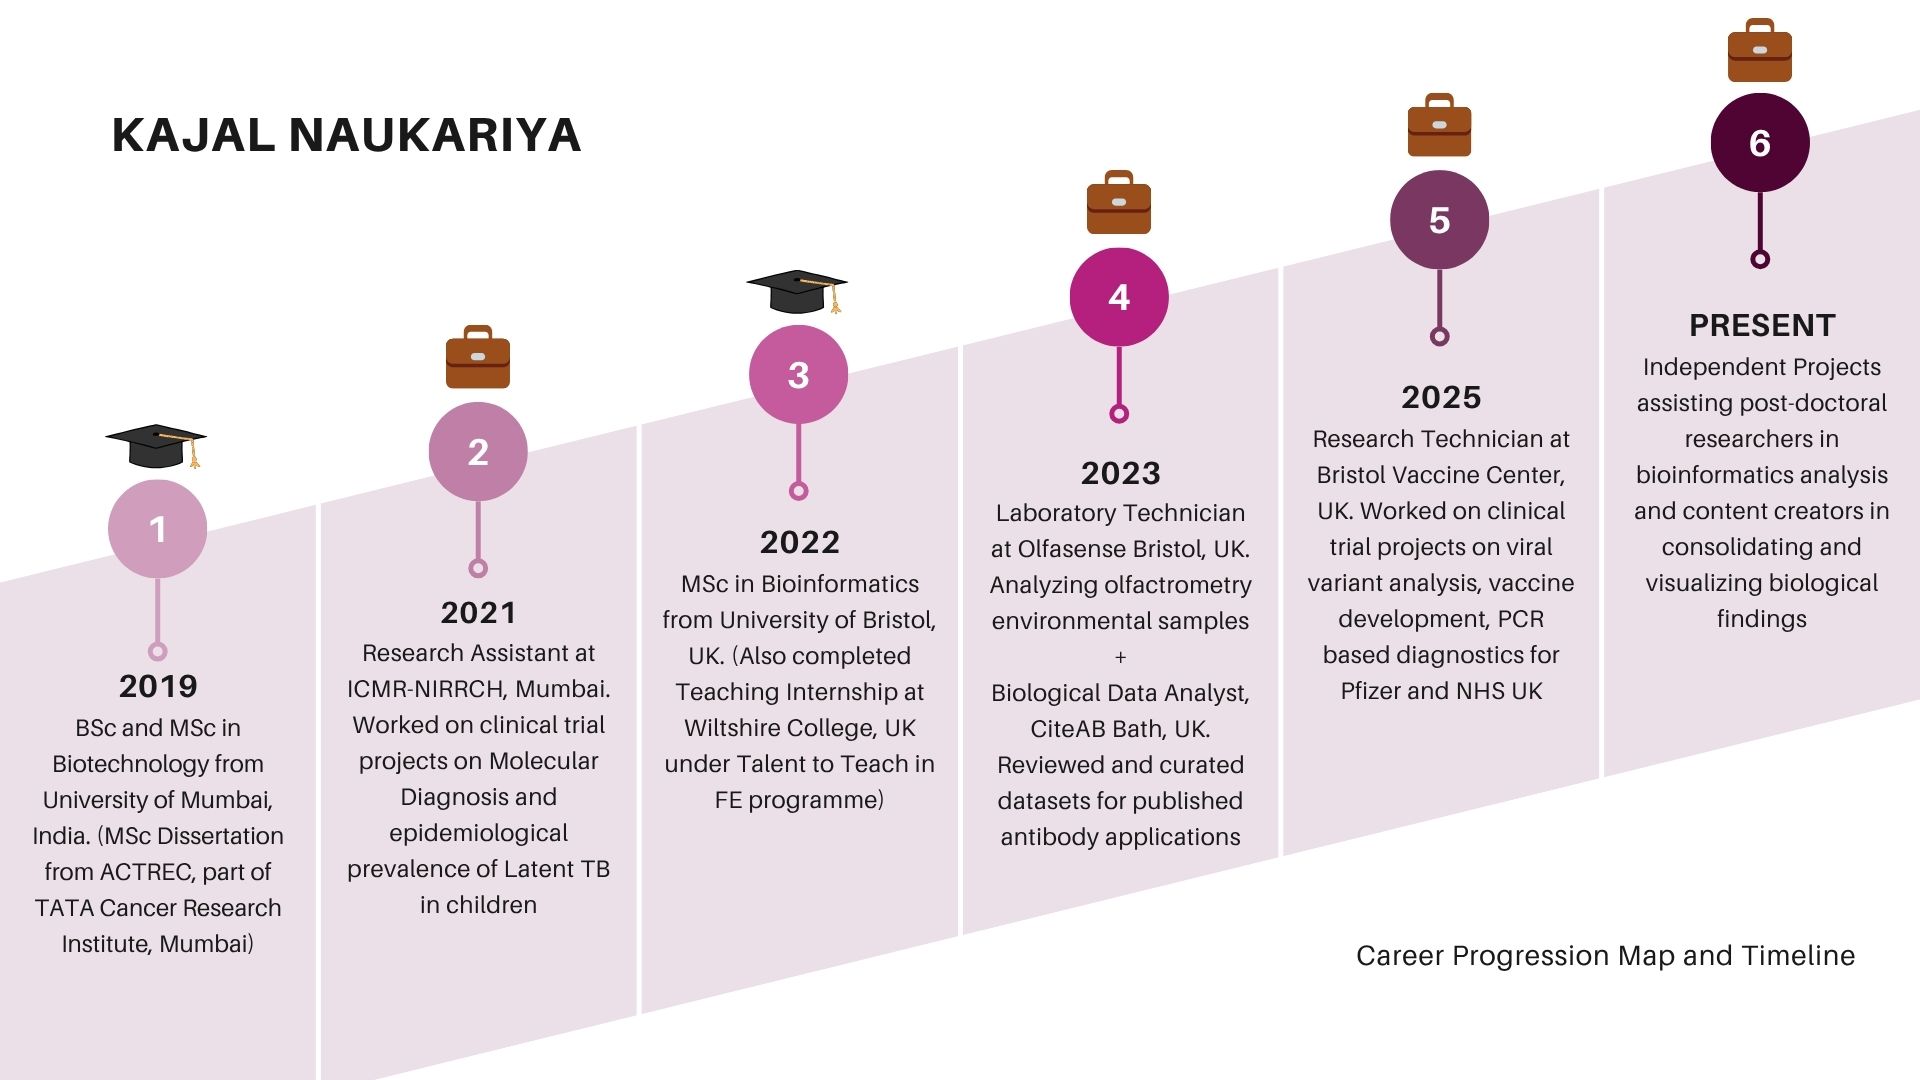 KAJAL NAUKARIYA
1
2019
BSc and MSc in
Biotechnology from
University of Mumbai,
India. (MSc Dissertation
from ACTREC, part of
TATA Cancer Research
Institute, Mumbai)
2
2021
Research Assistant at
ICMR-NIRRCH, Mumbai.
Worked on clinical trial
projects on Molecular
Diagnosis and
epidemiological
prevalence of Latent TB
in children
3
2022
MSc in Bioinformatics
from University of Bristol,
UK. (Also completed
Teaching Internship at
Wiltshire College, UK
under Talent to Teach in
FE programme)
4
2023
Laboratory Technician
at Olfasense Bristol, UK.
Analyzing olfactrometry
environmental samples
+
Biological Data Analyst,
CiteAB Bath, UK.
Reviewed and curated
datasets for published
antibody applications
5
2025
Research Technician at
Bristol Vaccine Center,
UK. Worked on clinical
trial projects on viral
variant analysis, vaccine
development, PCR
based diagnostics for
Pfizer and NHS UK
6
PRESENT
Independent Projects
assisting post-doctoral
researchers in
bioinformatics analysis
and content creators in
consolidating and
visualizing biological
findings
Career Progression Map and Timeline